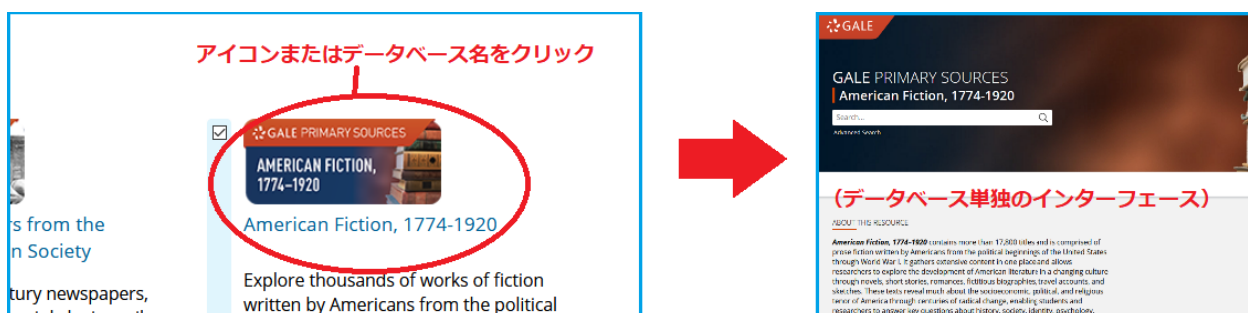 アイコンまたはデータベース名をクリック
GALE PRIMARY SOURCES
AMERICAN FICTION,
1774–1920
American Fiction, 1774-1920
Explore thousands of works of fiction
written by Americans from the political
rs from the
n Society
tury newspapers,
GALE
GALE PRIMARY SOURCES
American Fiction, 1774-1920
Search...
Advanced Search
(データベース単独のインターフェース)
ABOUT THIS RESOURCE
American Fiction, 1774–1920 contains more than 17,800 titles and is comprised of
prose fiction written by Americans from the political beginnings of the United States
through World War I. It gathers extensive content in one place and allows
researchers to explore the development of American literature in a changing culture
through novels, short stories, romances, fictitious biographies, travel accounts, and
sketches. These texts reveal much about the socioeconomic, political, and religious
tenor of America through centuries of radical change, enabling students and
researchers to answer key questions about history, society, identity, psychology,